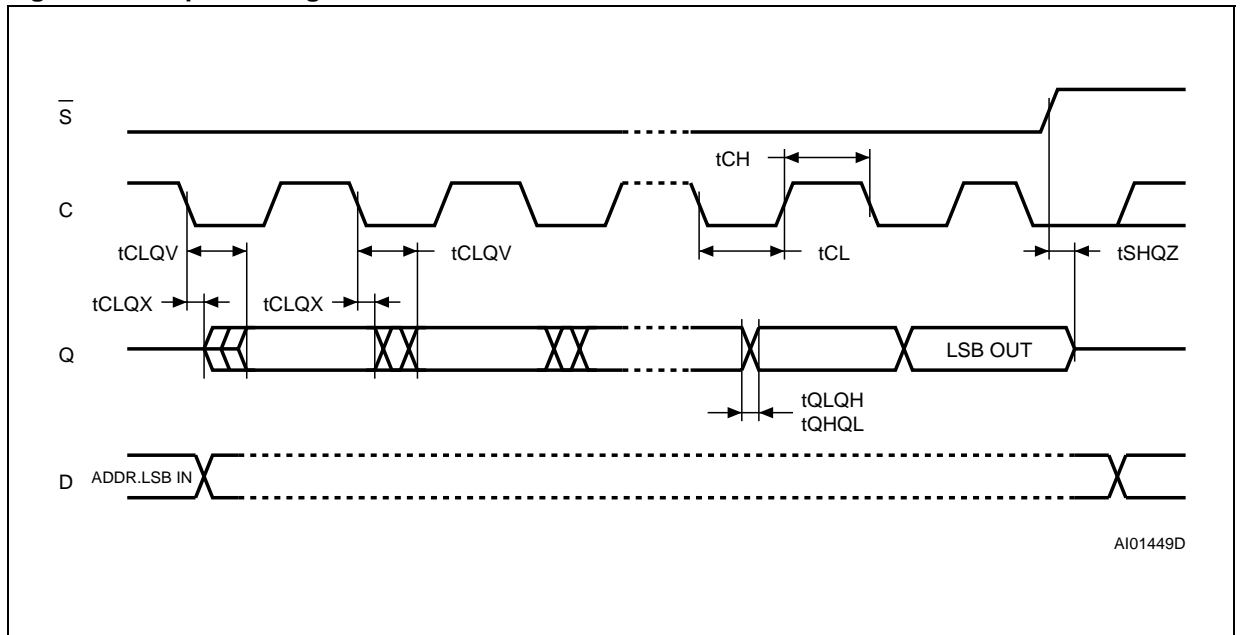 S
tCH
C
tCLQV
tCLQV
tCL
tSHQZ
tCLQX
tCLQX
Q
LSB OUT
tQLQH
tQHQL
D
ADDR.LSB IN
AI01449D